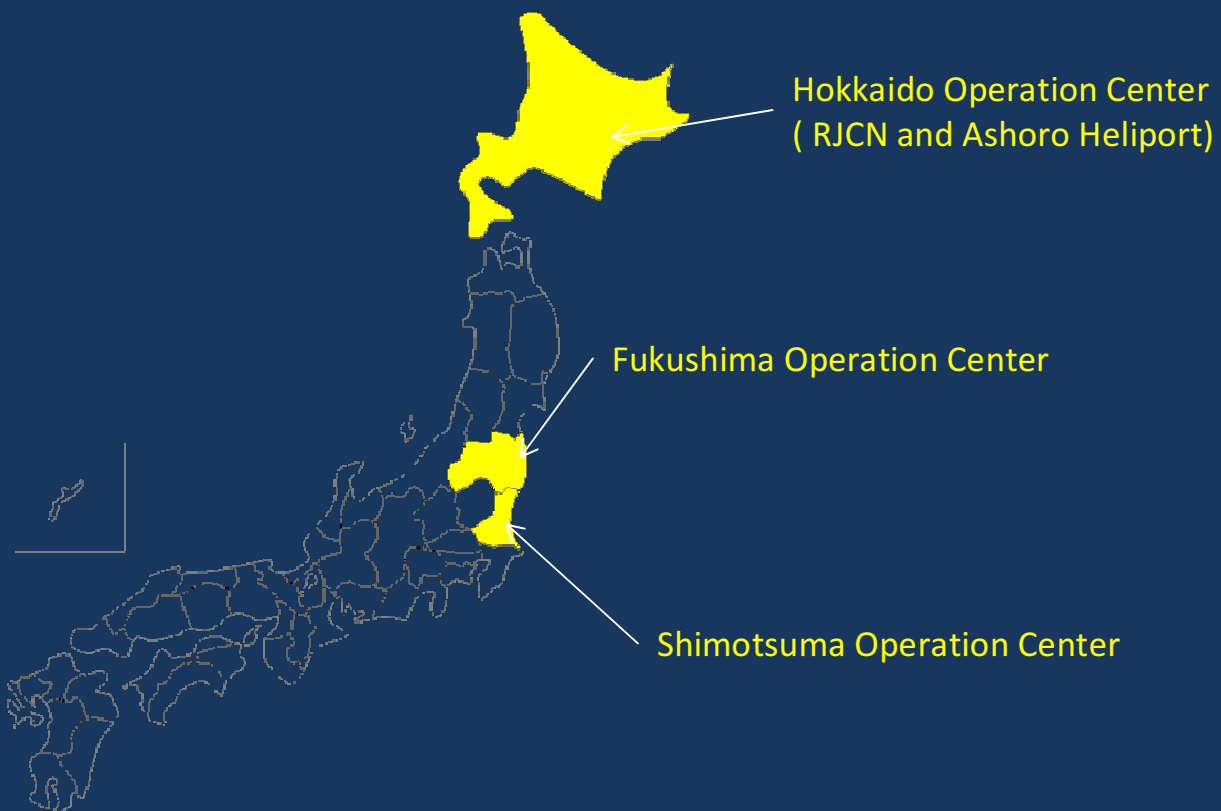 Hokkaido Operation Center
( RJCN and Ashoro Heliport)
Fukushima Operation Center
Shimotsuma Operation Center